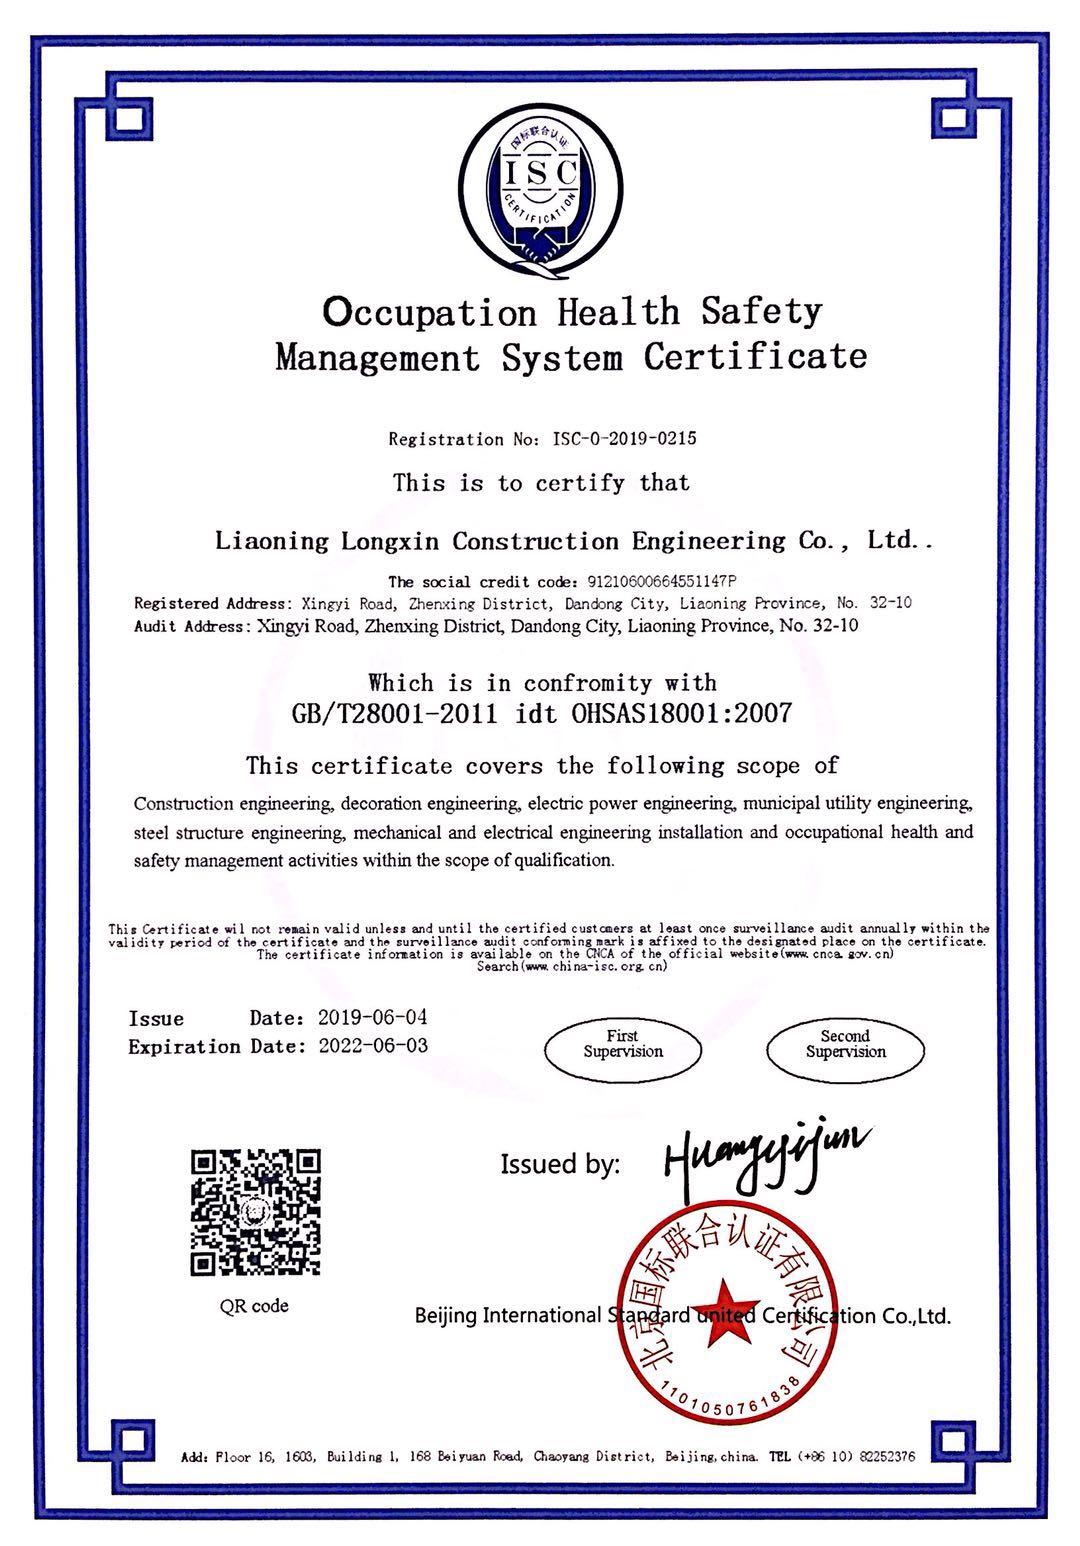 国标联合认证
ISC
CERTIFICATION
Occupation Health Safety
Management System Certificate
Registration No: ISC-O-2019-0215
This is to certify that
Liaoning Longxin Construction Engineering Co., Ltd..
The social credit code: 91210600664551147P
Registered Address: Xingyi Road, Zhenxing District, Dandong City, Liaoning Province, No. 32-10
Audit Address: Xingyi Road, Zhenxing District, Dandong City, Liaoning Province, No. 32-10
Which is in confromity with
GB/T28001-2011 idt OHSAS18001:2007
This certificate covers the following scope of
Construction engineering, decoration engineering, electric power engineering, municipal utility engineering,
steel structure engineering, mechanical and electrical engineering installation and occupational health and
safety management activities within the scope of qualification.
This Certificate wil not remain valid unless and until the certified customers at least once surveillance audit annually within the
validity period of the certificate and the surveillance audit conforming mark is affixed to the designated place on the certificate.
The certificate information is available on the CNCA of the official website(www.cnca.gov.cn)
Search(www.china-isc.org.cn)
Issue Date: 2019-06-04
Expiration Date: 2022-06-03
First
Supervision
Second
Supervision
Issued by: Huangyijun
北京国标联合认证有限公司
1101050761838
QR code
Beijing International Standard united Certification Co.,Ltd.
Add: Floor 16, 1603, Building 1, 168 Beiyuan Road, Chaoyang District, Beijing,china. TEL (+86 10) 82252376